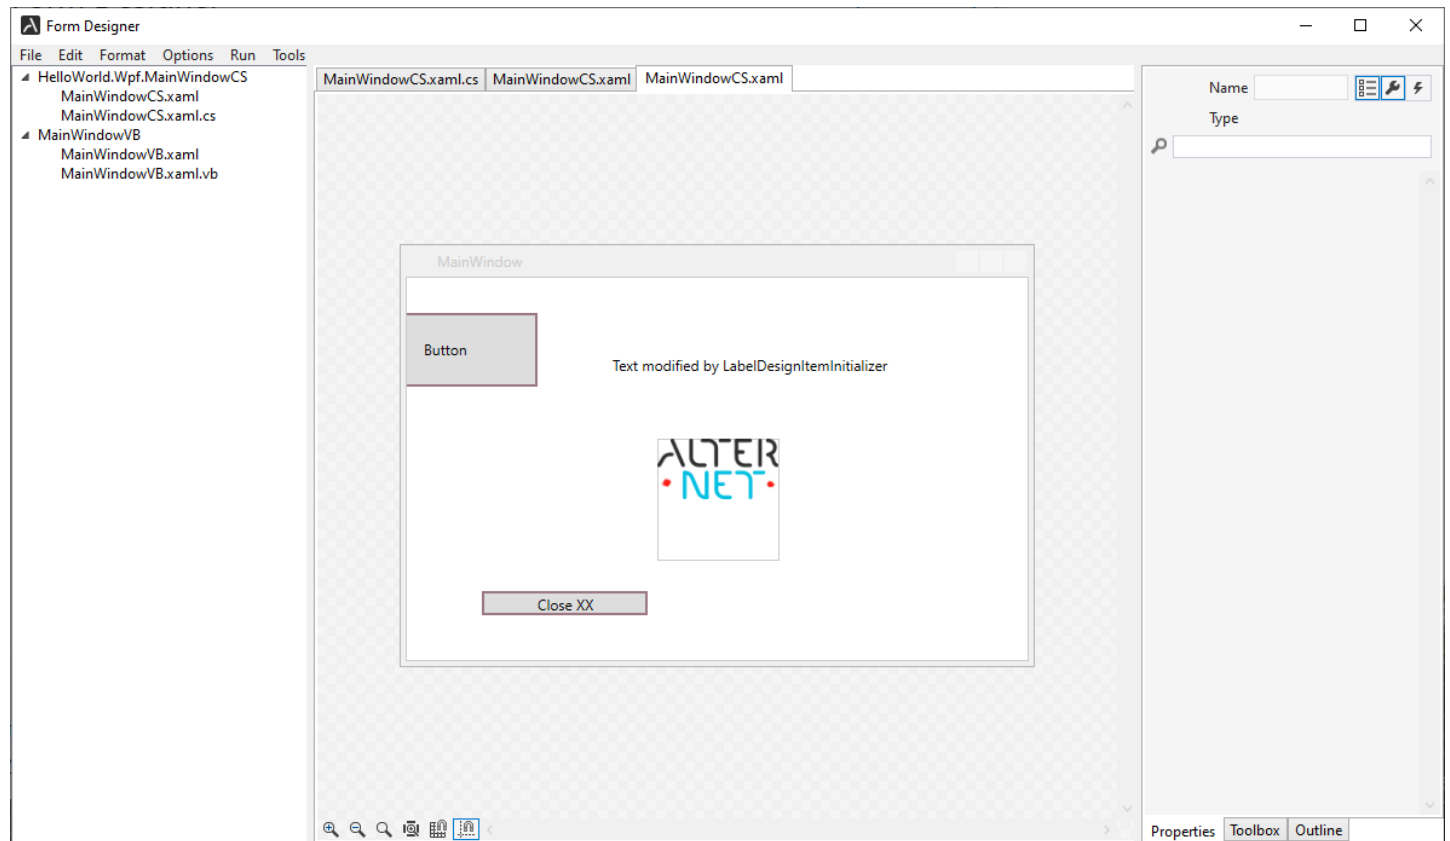 Form Designer
File Edit Format Options Run Tools
HelloWorld.Wpf.MainWindowCS
MainWindowCS.xaml
MainWindowCS.xaml.cs
MainWindowVB
MainWindowVB.xaml
MainWindowVB.xaml.vb
MainWindowCS.xaml.cs MainWindowCS.xaml MainWindowCS.xaml
MainWindow
Button
Text modified by LabelDesignItemInitializer
ALTER
NET
Close XX
Name
Type
Properties Toolbox Outline